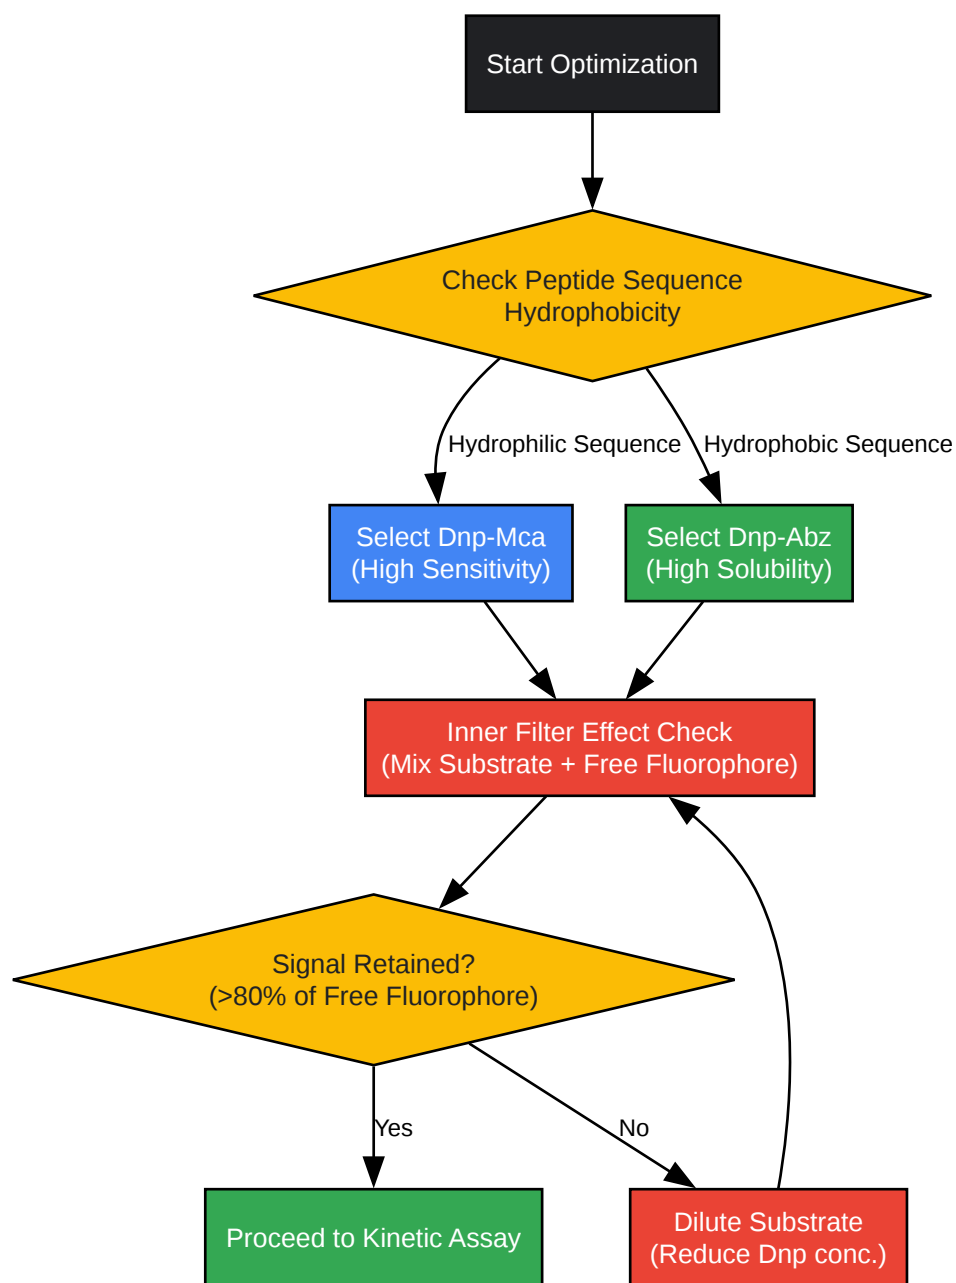 Start Optimization
Check Peptide Sequence
Hydrophobicity
Hydrophilic Sequence
Hydrophobic Sequence
Select Dnp-Mca
(High Sensitivity)
Select Dnp-Abz
(High Solubility)
Inner Filter Effect Check
(Mix Substrate + Free Fluorophore)
Signal Retained?
(>80% of Free Fluorophore)
Yes
No
Proceed to Kinetic Assay
Dilute Substrate
(Reduce Dnp conc.)